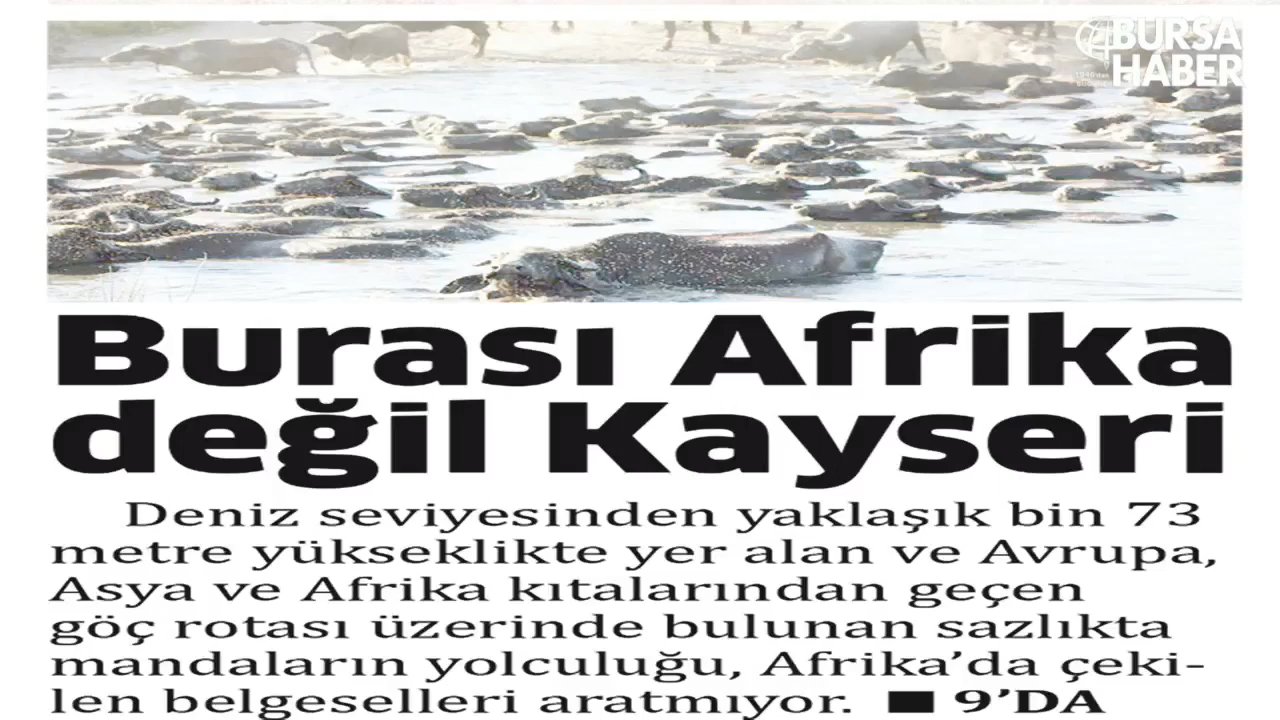 BURSA
HABER
Burası Afrika
değil Kayseri
Deniz seviyesinden yaklaşık bin 73
metre yükseklikte yer alan ve Avrupa,
Asya ve Afrika kıtalarından geçen
göç rotası üzerinde bulunan sazlıkta
mandaların yolculuğu, Afrika’da çeki-
len belgeselleri aratmıyor. ■ 9’DA